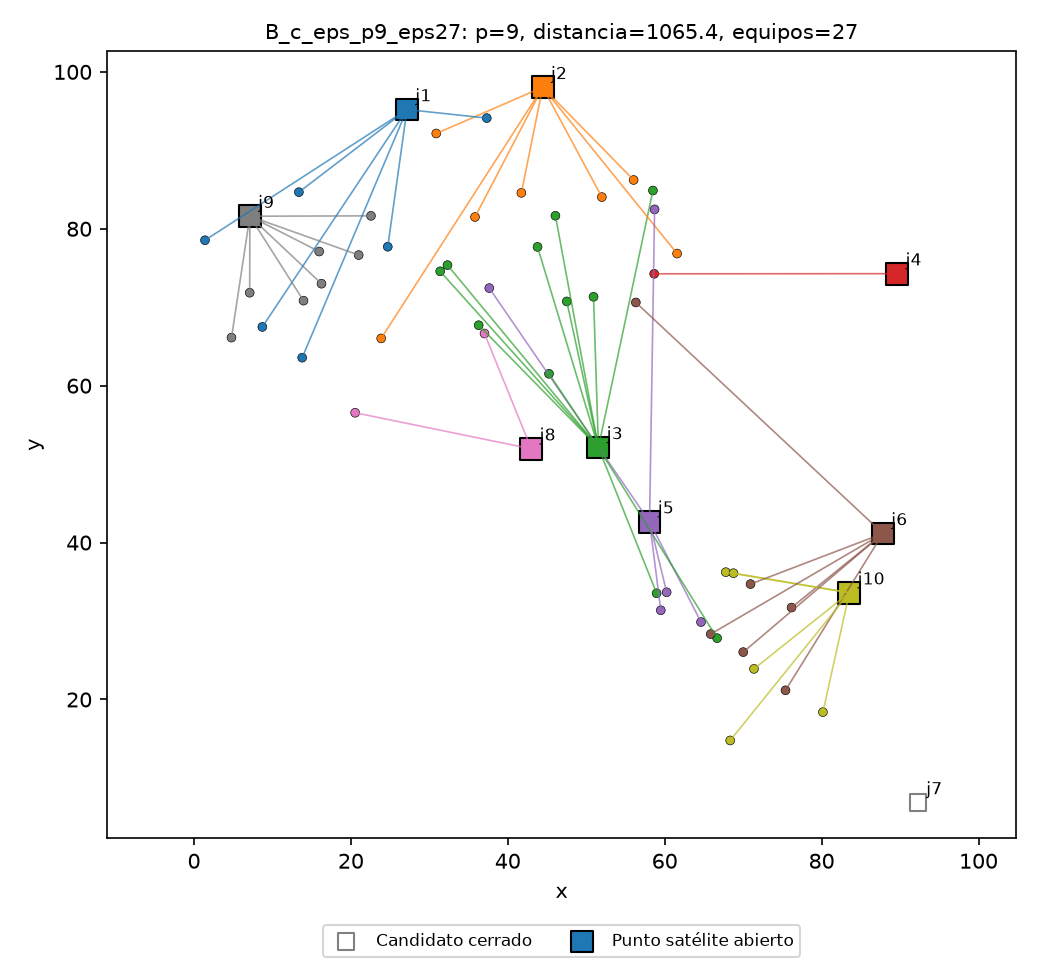 B_c_eps_p9_eps27: p=9, distancia=1065.4, equipos=27
100
80
60
40
20
y
j1
j2
j9
j4
j8
j3
j5
j6
j10
j7
0
20
40
60
80
100
x
Candidato cerrado
Punto satélite abierto